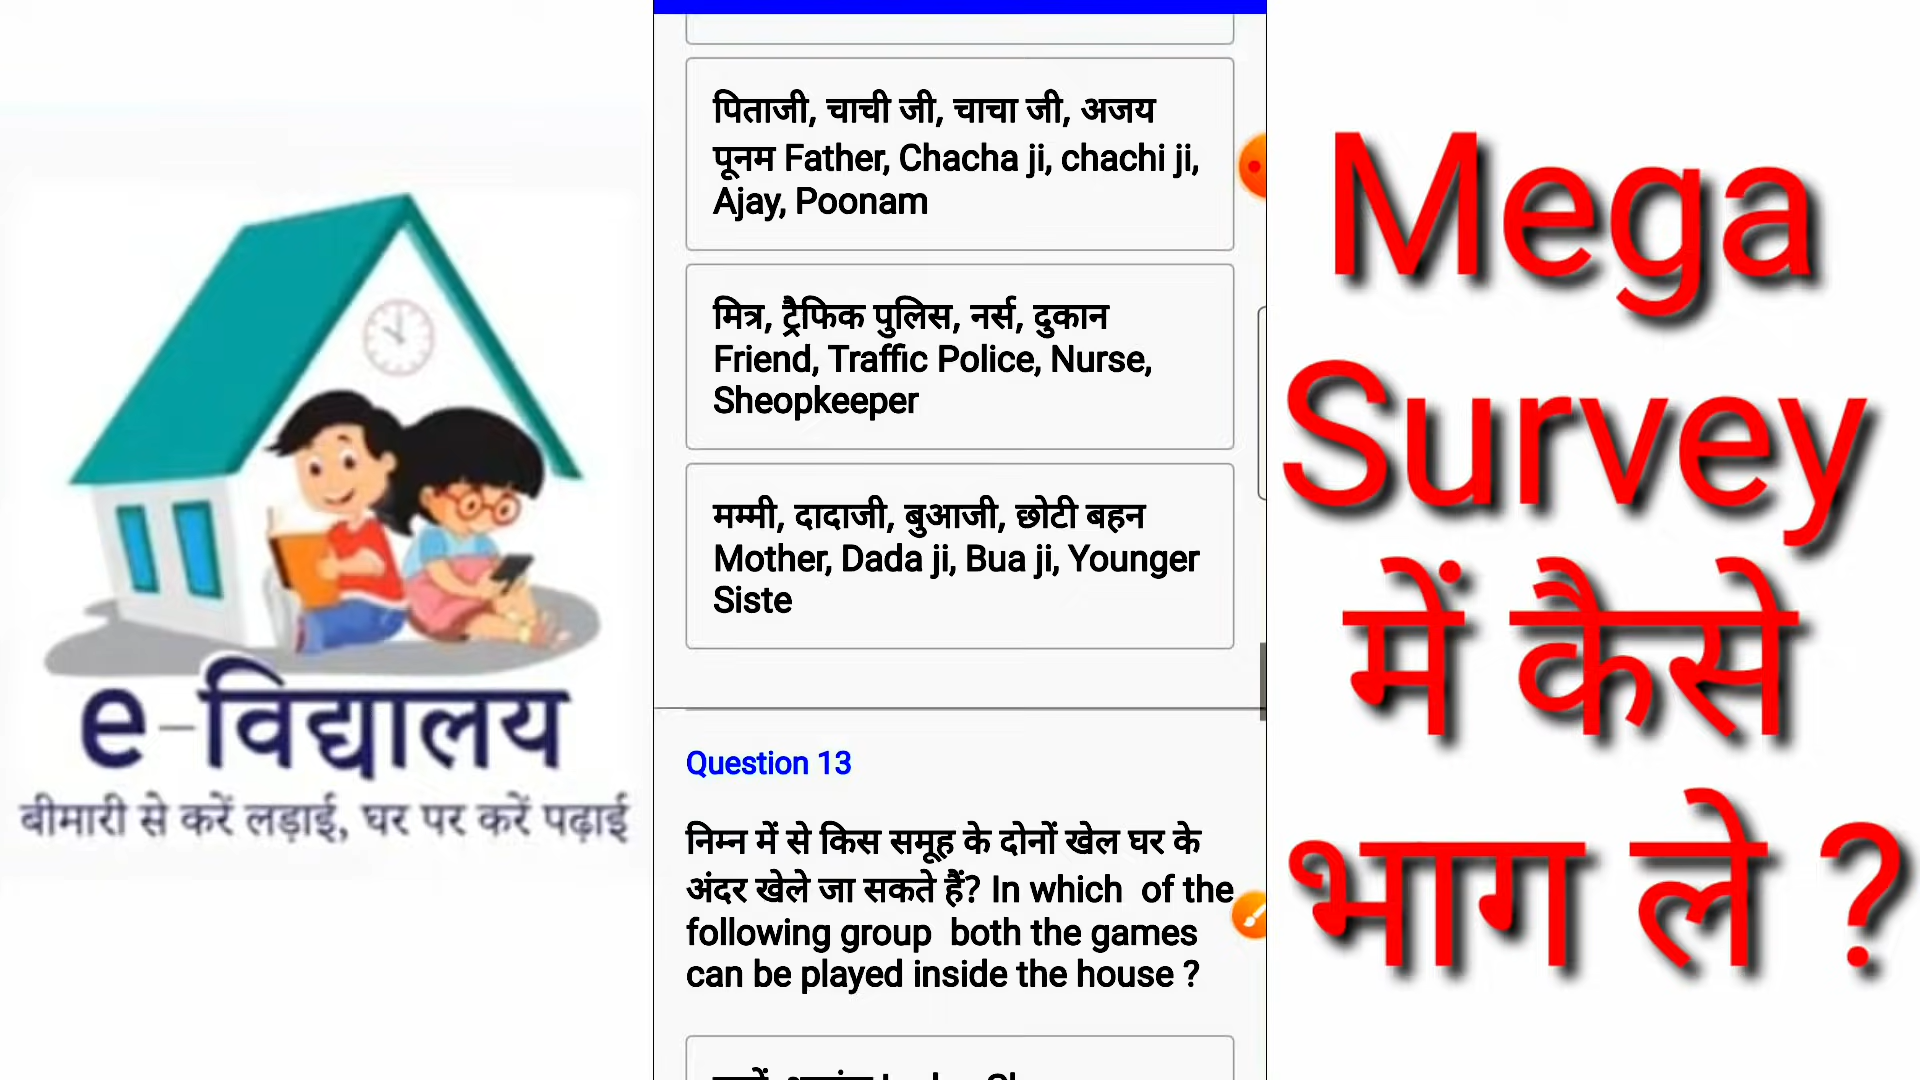 पिताजी, चाची जी, चाचा जी, अजय
पूनम Father, Chacha ji, chachi ji,
Ajay, Poonam
मित्र, ट्रैफिक पुलिस, नर्स, दुकान
Friend, Traffic Police, Nurse,
Sheopkeeper
मम्मी, दादाजी, बुआजी, छोटी बहन
Mother, Dada ji, Bua ji, Younger
Siste
Question 13
निम्न में से किस समूह के दोनों खेल घर के
अंदर खेले जा सकते हैं? In which of the
following group both the games
can be played inside the house ?
e-विद्यालय
बीमारी से करें लड़ाई, घर पर करें पढ़ाई
Mega
Survey
में कैसे
भाग ले ?